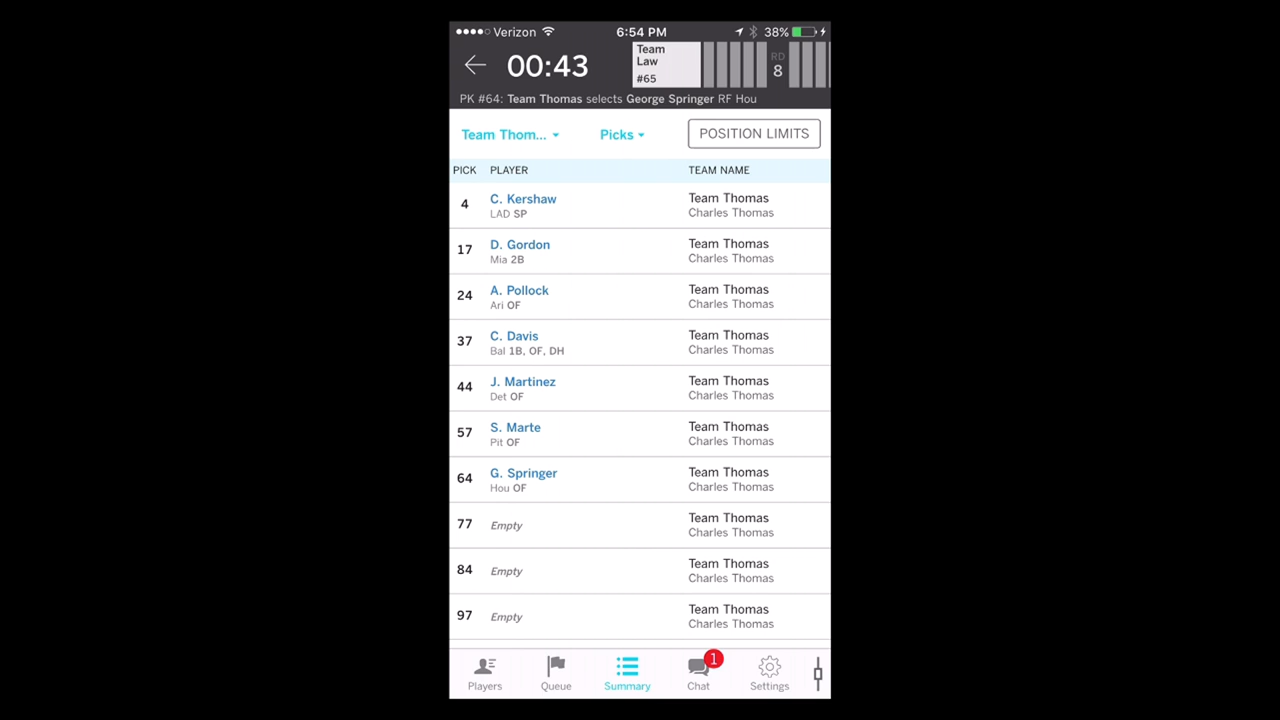 Verizon 6:54 PM 38%
00:43
Team
Law
#65
RD
8
PK #64: Team Thomas selects George Springer RF Hou
Team Thom... Picks POSITION LIMITS
PICK PLAYER TEAM NAME
4 C. Kershaw Team Thomas
LAD SP Charles Thomas
17 D. Gordon Team Thomas
Mia 2B Charles Thomas
24 A. Pollock Team Thomas
Ari OF Charles Thomas
37 C. Davis Team Thomas
Bal 1B, OF, DH Charles Thomas
44 J. Martinez Team Thomas
Det OF Charles Thomas
57 S. Marte Team Thomas
Pit OF Charles Thomas
64 G. Springer Team Thomas
Hou OF Charles Thomas
77 Empty Team Thomas
Charles Thomas
84 Empty Team Thomas
Charles Thomas
97 Empty Team Thomas
Charles Thomas
1
Players Queue Summary Chat Settings